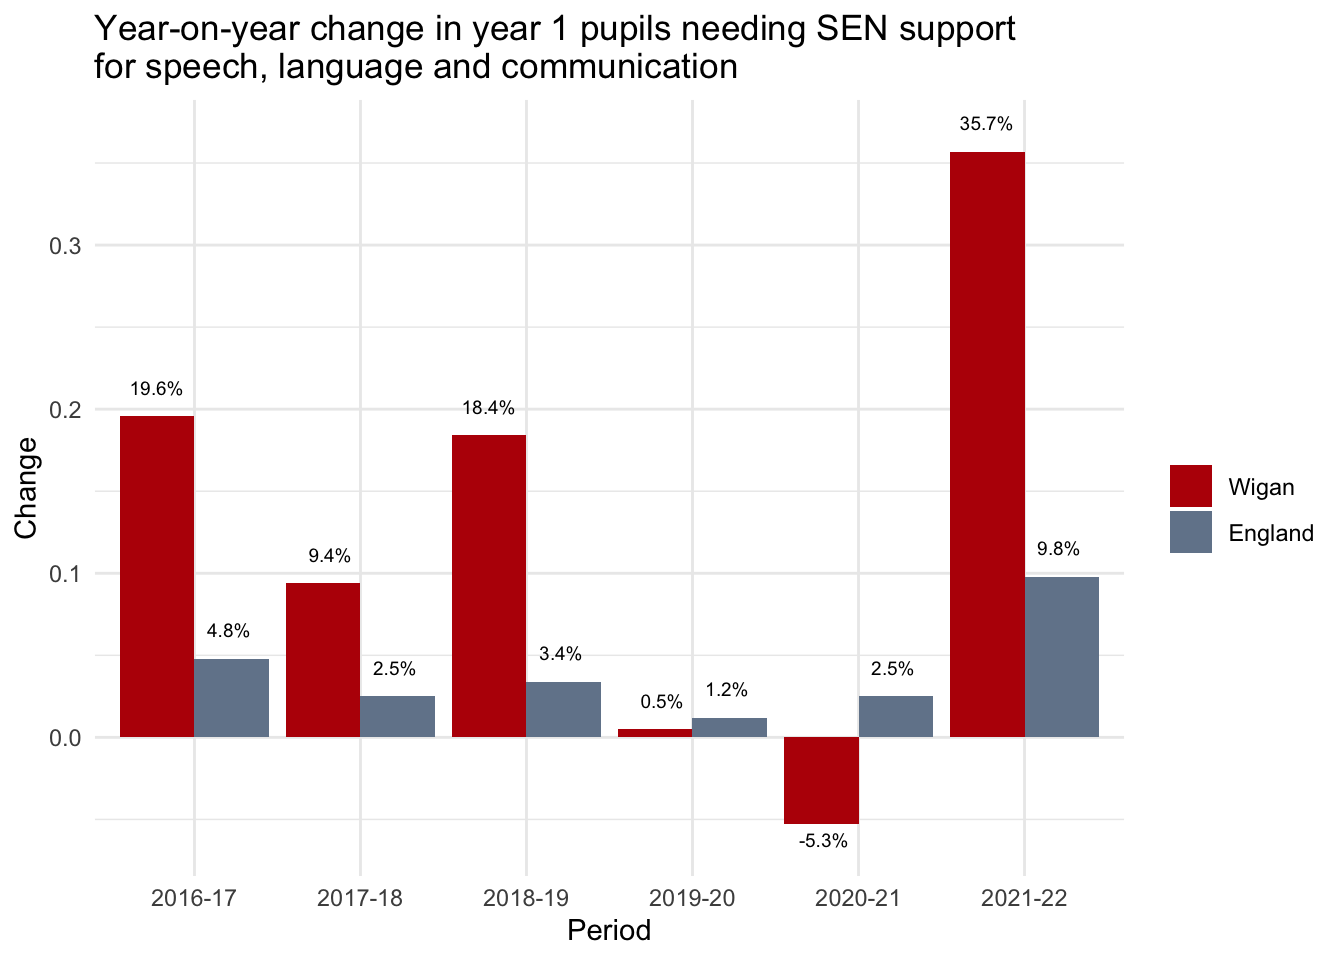 Year-on-year change in year 1 pupils needing SEN support
for speech, language and communication
35.7%
0.3
19.6%
18.4%
0.2
Change
Wigan
England
9.4%
9.8%
0.1
4.8%
2.5%
3.4%
0.5%
1.2%
2.5%
0.0
-5.3%
2016-17 2017-18 2018-19 2019-20 2020-21 2021-22
Period